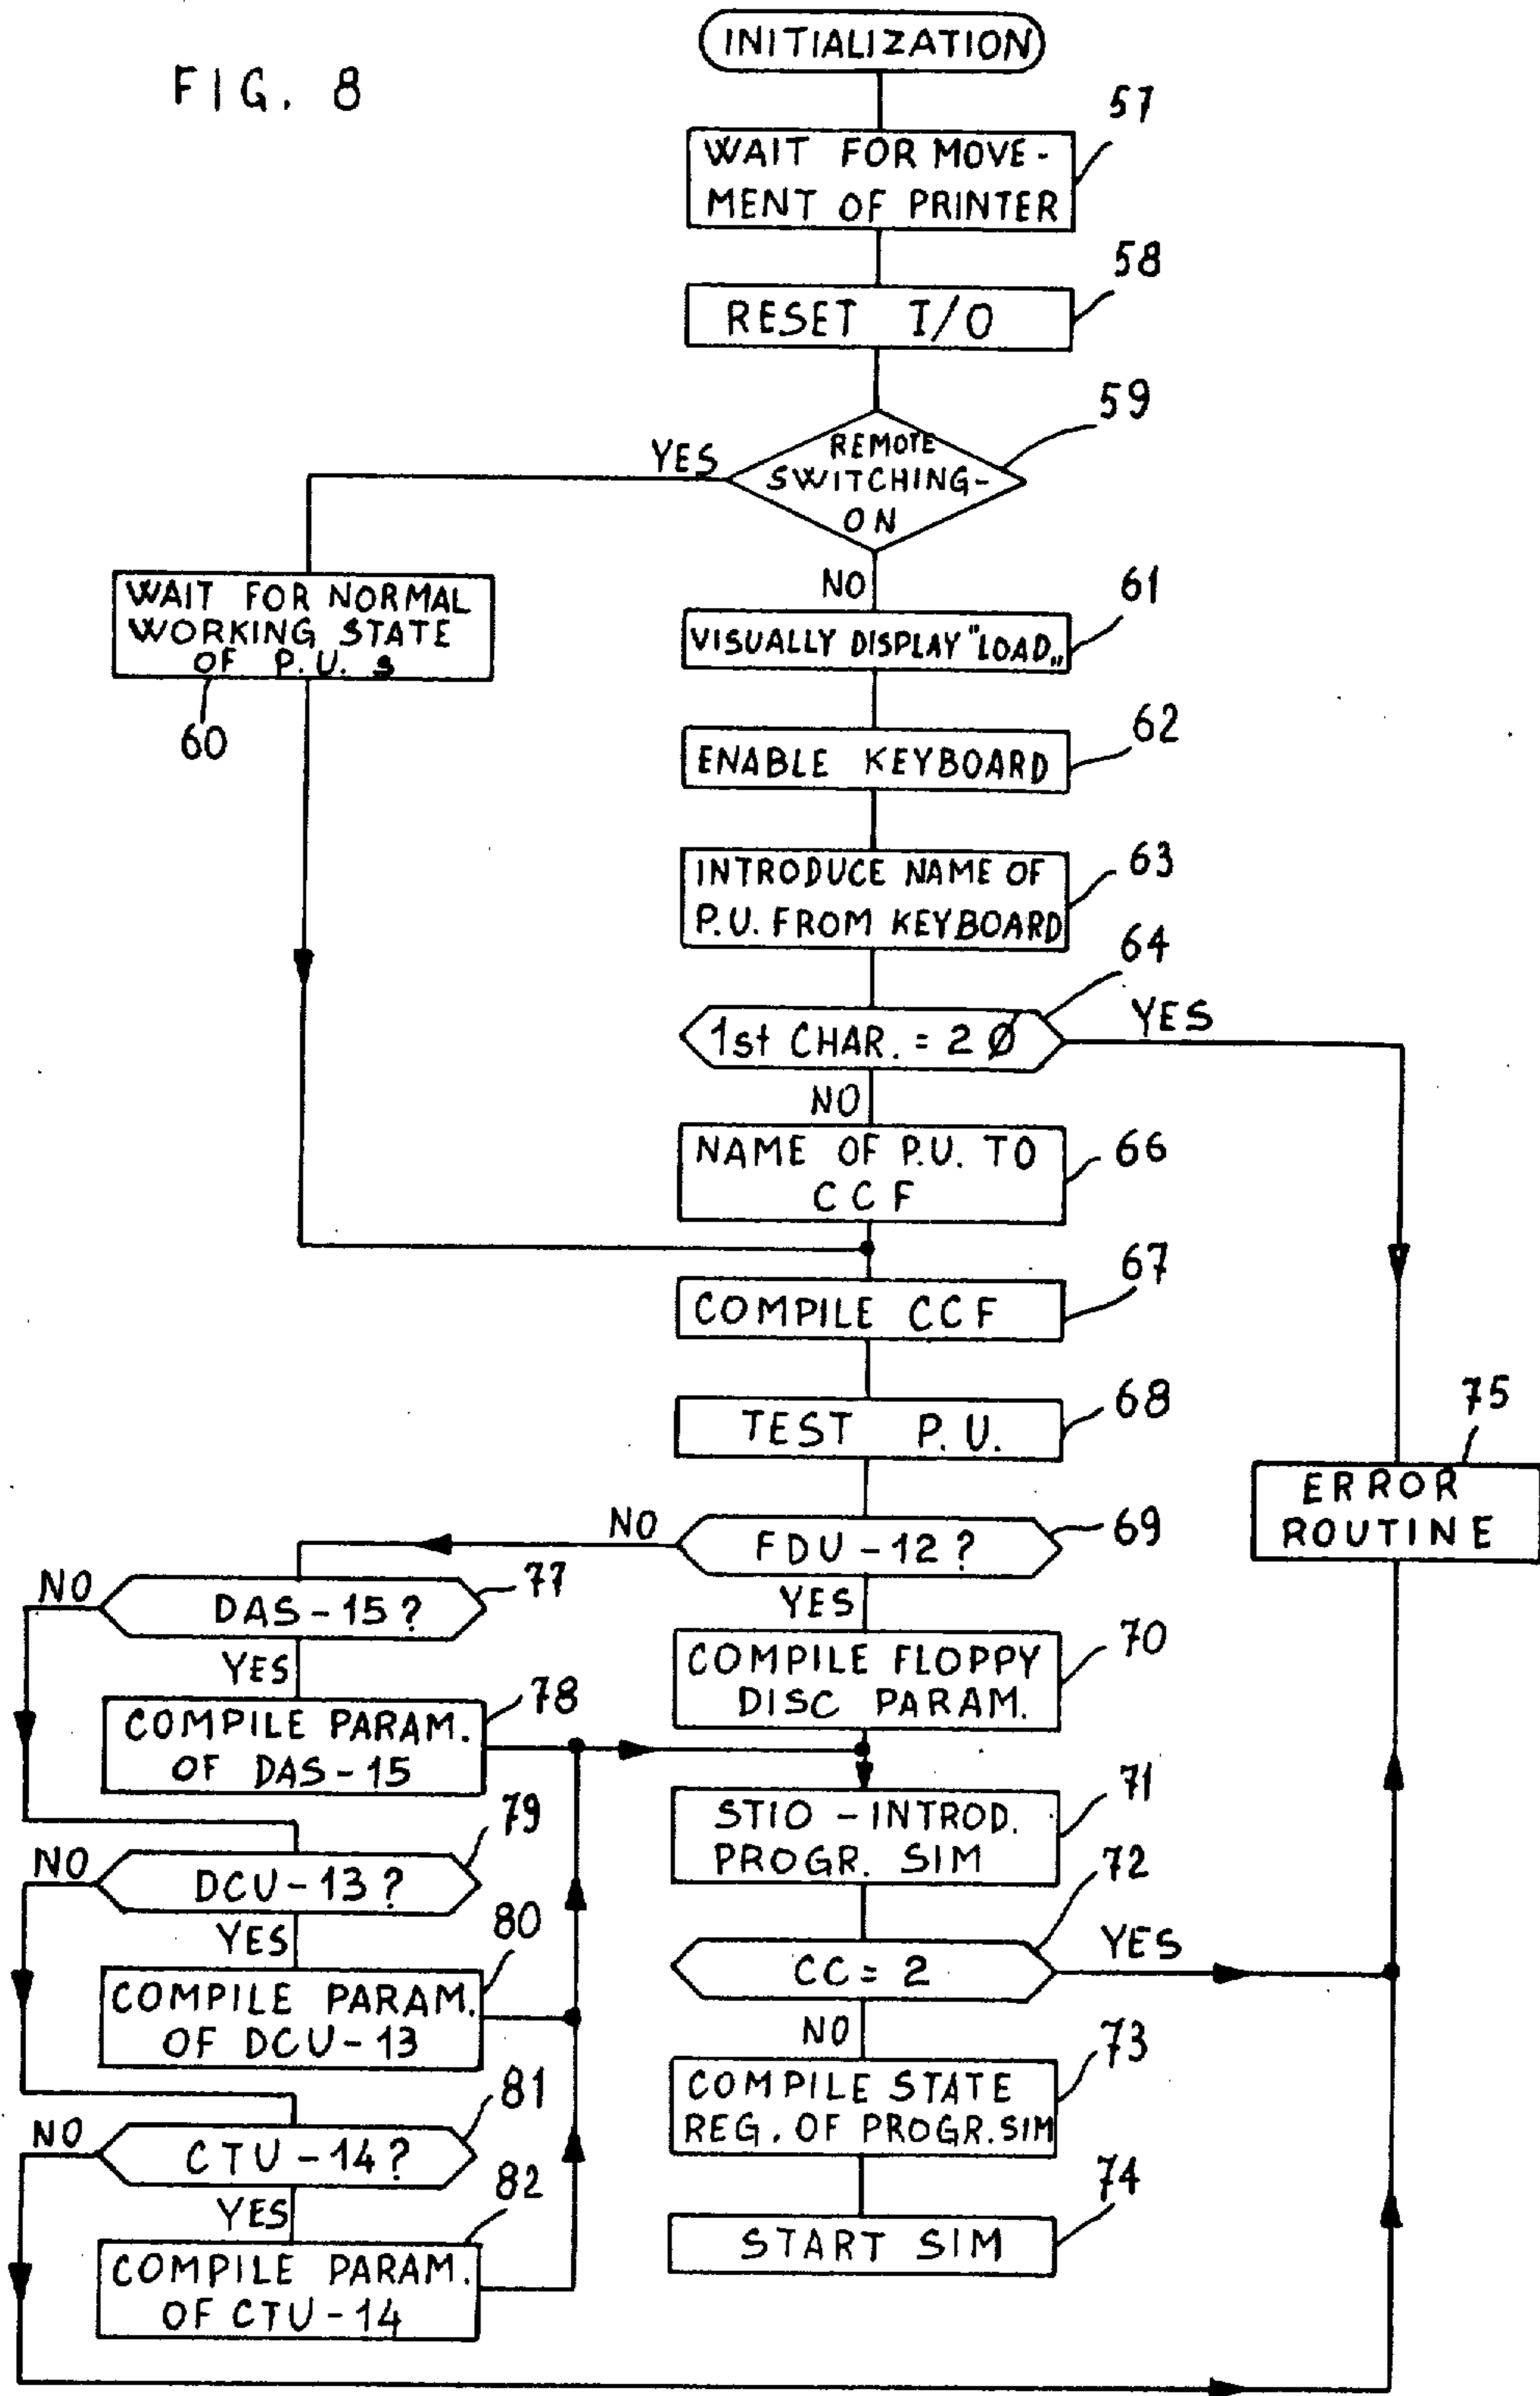 FIG. 8
INITIALIZATION
57
WAIT FOR MOVE-
MENT OF PRINTER
58
RESET I/O
59
REMOTE
SWITCHING-
ON
YES
NO
WAIT FOR NORMAL
WORKING STATE
OF P.U. s
60
61
VISUALLY DISPLAY "LOAD„
62
ENABLE KEYBOARD
63
INTRODUCE NAME OF
P.U. FROM KEYBOARD
64
1st CHAR. = 2 Ø
YES
NO
NAME OF P.U. TO
CCF
66
67
COMPILE CCF
68
TEST P.U.
75
ERROR
ROUTINE
69
FDU-12?
NO
YES
77
DAS-15?
NO
YES
70
COMPILE FLOPPY
DISC PARAM.
78
COMPILE PARAM.
OF DAS-15
71
STIO-INTROD.
PROGR. SIM
79
DCU-13?
NO
YES
72
CC=2
YES
NO
80
COMPILE PARAM.
OF DCU-13
73
COMPILE STATE
REG. OF PROGR. SIM
81
CTU-14?
NO
YES
74
START SIM
82
COMPILE PARAM.
OF CTU-14